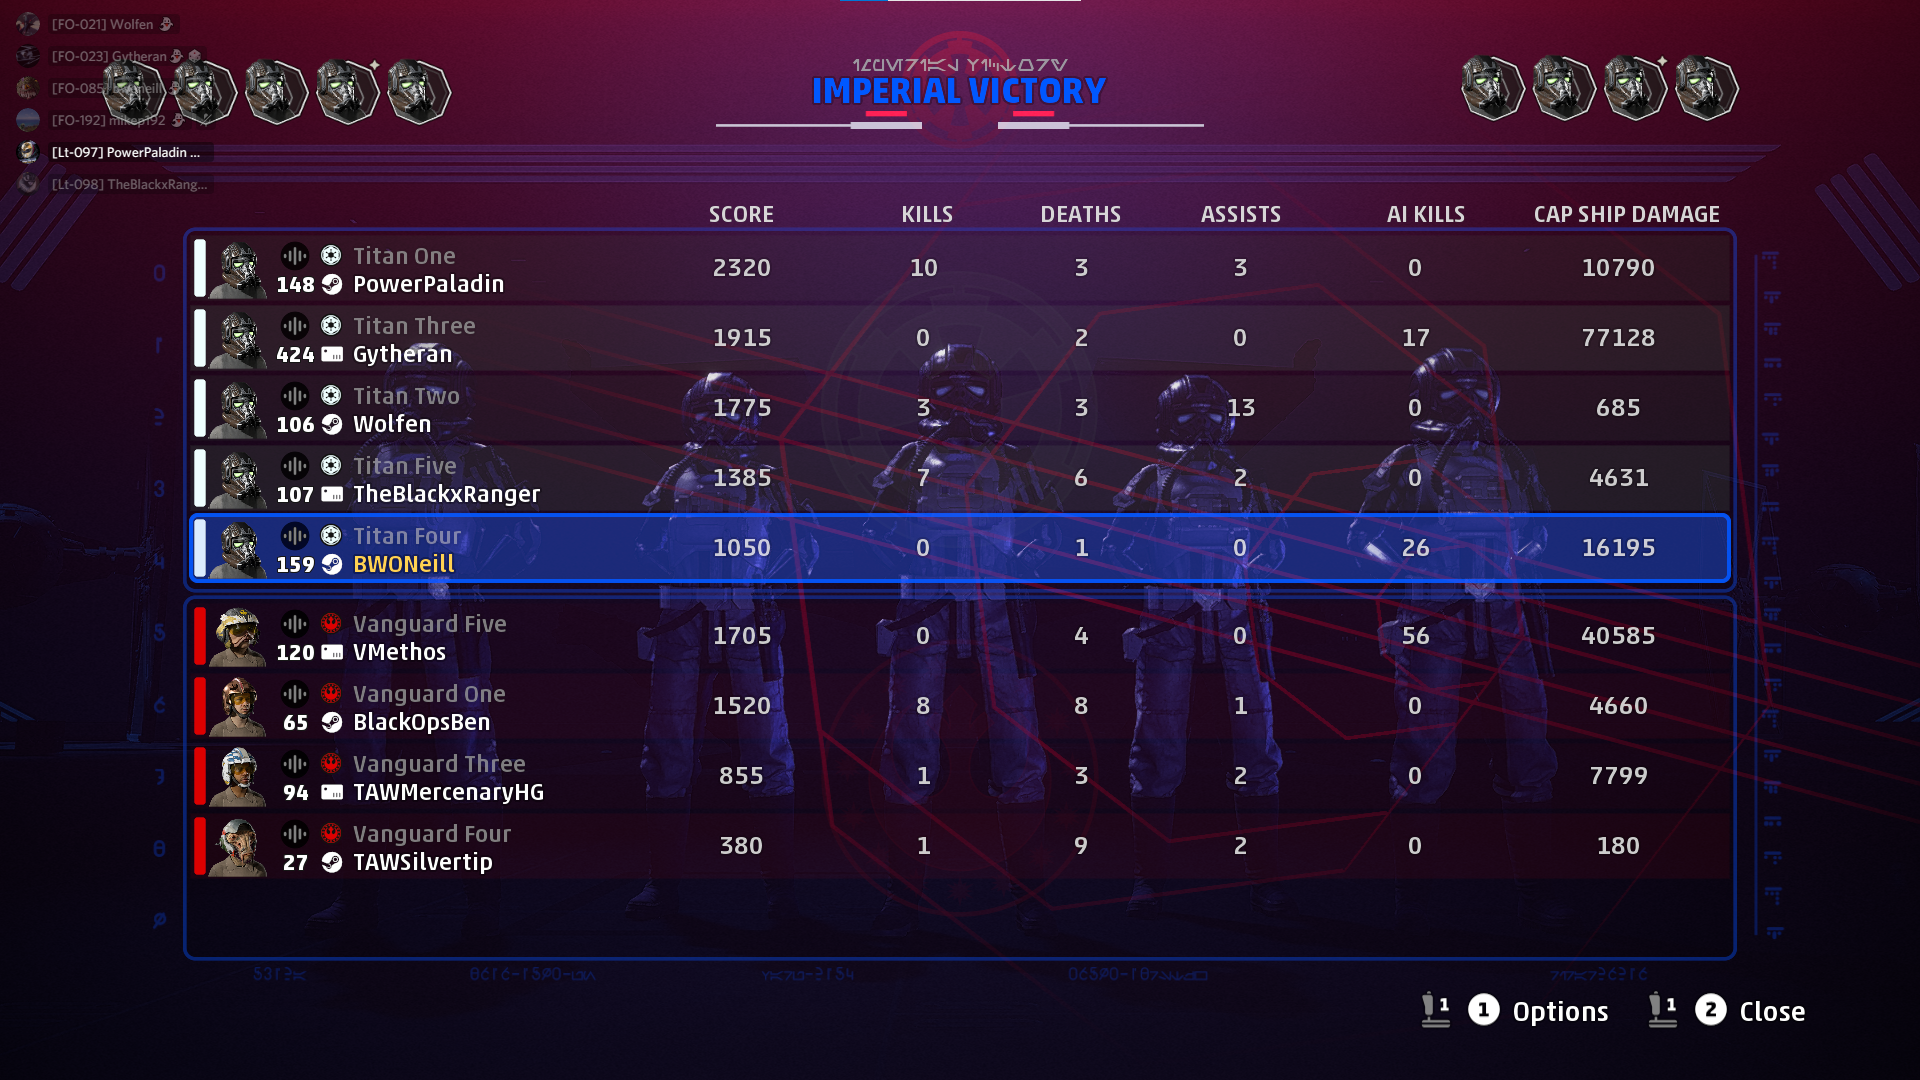 [FO-021] Wolfen
[FO-023] Gytheran
[FO-192] mikep192
[Lt-097] PowerPaladin ...
[Lt-098] TheBlackxRang...
IMPERIAL VICTORY
SCORE KILLS DEATHS ASSISTS AI KILLS CAP SHIP DAMAGE
Titan One
148 PowerPaladin 2320 10 3 3 0 10790
Titan Three
424 Gytheran 1915 0 2 0 17 77128
Titan Two
106 Wolfen 1775 3 3 13 0 685
Titan Five
107 TheBlackxRanger 1385 7 6 2 0 4631
Titan Four
159 BWONeill 1050 0 1 0 26 16195
Vanguard Five
120 VMethos 1705 0 4 0 56 40585
Vanguard One
65 BlackOpsBen 1520 8 8 1 0 4660
Vanguard Three
94 TAWMercenaryHG 855 1 3 2 0 7799
Vanguard Four
27 TAWSilvertip 380 1 9 2 0 180
1 1 Options 1 2 Close